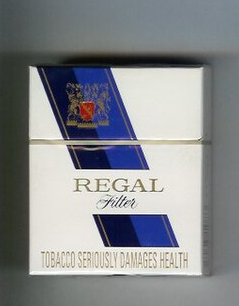 REGAL
Filter
TOBACCO SERIOUSLY DAMAGES HEALTH